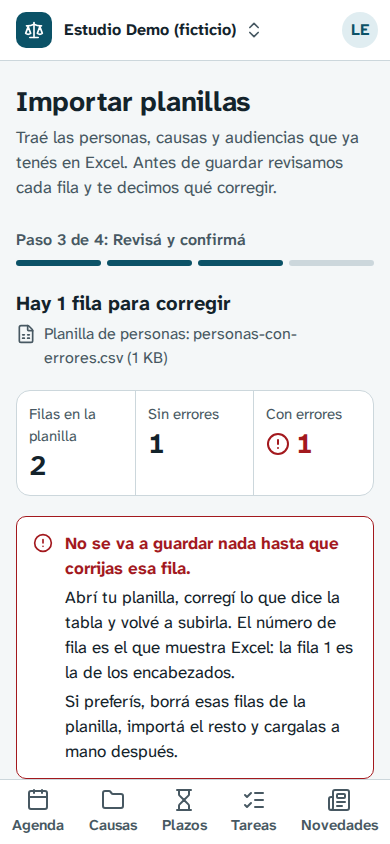 Estudio Demo (ficticio)
LE
Importar planillas
Traé las personas, causas y audiencias que ya
tenés en Excel. Antes de guardar revisamos
cada fila y te decimos qué corregir.
Paso 3 de 4: Revisá y confirmá
Hay 1 fila para corregir
Planilla de personas: personas-con-
errores.csv (1 KB)
Filas en la
planilla
2
Sin errores
1
Con errores
1
No se va a guardar nada hasta que
corrijas esa fila.
Abrí tu planilla, corregí lo que dice la
tabla y volvé a subirla. El número de
fila es el que muestra Excel: la fila 1 es
la de los encabezados.
Si preferís, borrá esas filas de la
planilla, importá el resto y cargalas a
mano después.
Agenda
Causas
Plazos
Tareas
Novedades